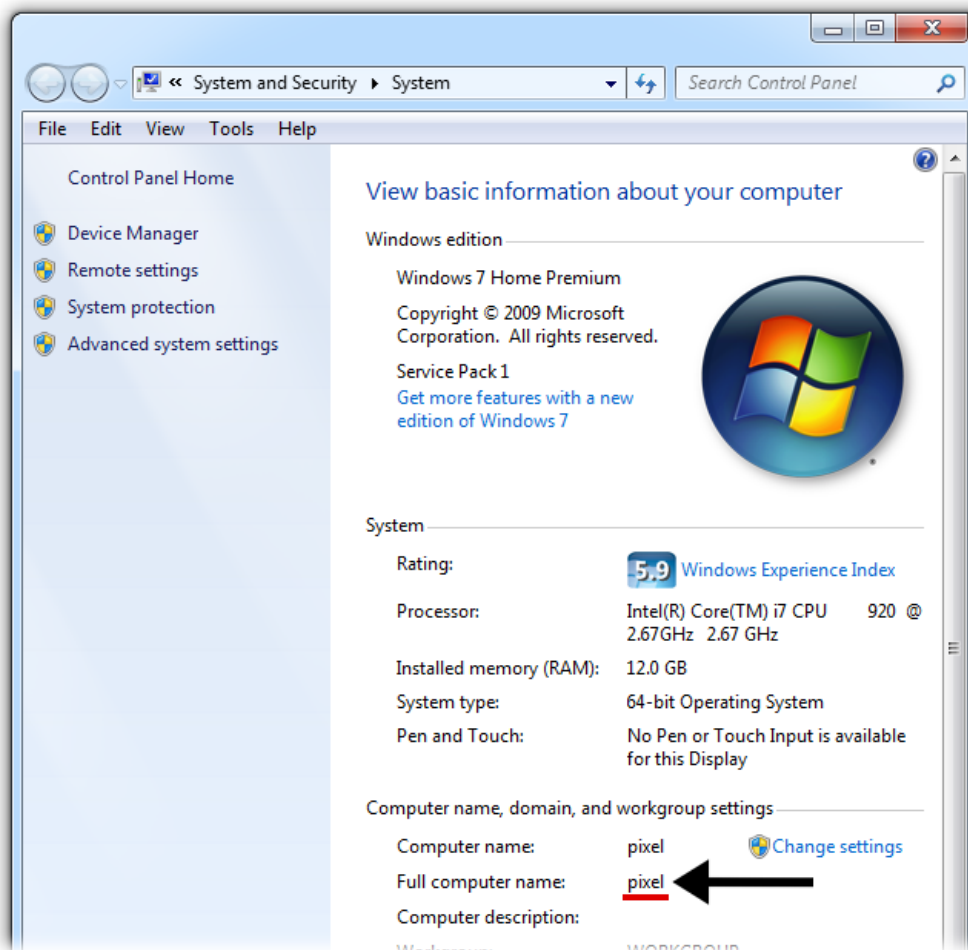 « System and Security ▸ System
Search Control Panel
File Edit View Tools Help
Control Panel Home
Device Manager
Remote settings
System protection
Advanced system settings
View basic information about your computer
Windows edition
Windows 7 Home Premium
Copyright © 2009 Microsoft
Corporation. All rights reserved.
Service Pack 1
Get more features with a new
edition of Windows 7
System
Rating:
5.9 Windows Experience Index
Processor:
Intel(R) Core(TM) i7 CPU 920 @
2.67GHz 2.67 GHz
Installed memory (RAM): 12.0 GB
System type: 64-bit Operating System
Pen and Touch: No Pen or Touch Input is available
for this Display
Computer name, domain, and workgroup settings
Computer name: pixel Change settings
Full computer name: pixel
Computer description:
Workgroup: WORKGROUP